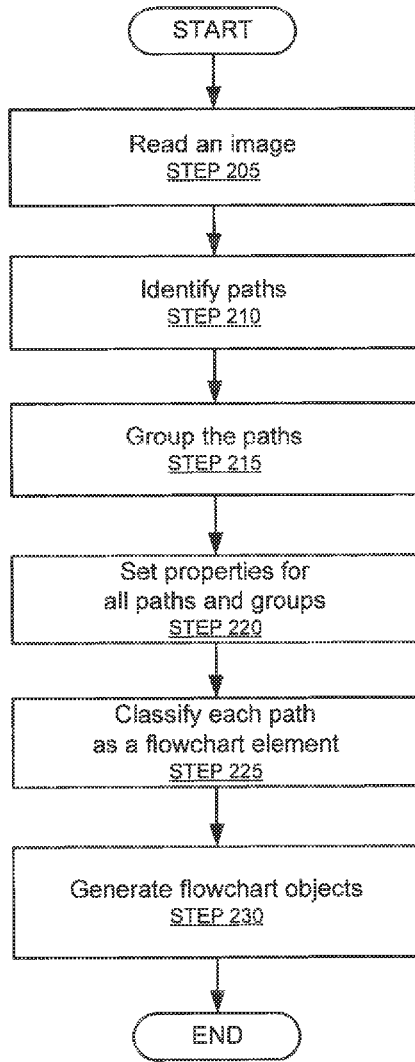 START
Read an image
STEP 205
Identify paths
STEP 210
Group the paths
STEP 215
Set properties for
all paths and groups
STEP 220
Classify each path
as a flowchart element
STEP 225
Generate flowchart objects
STEP 230
END